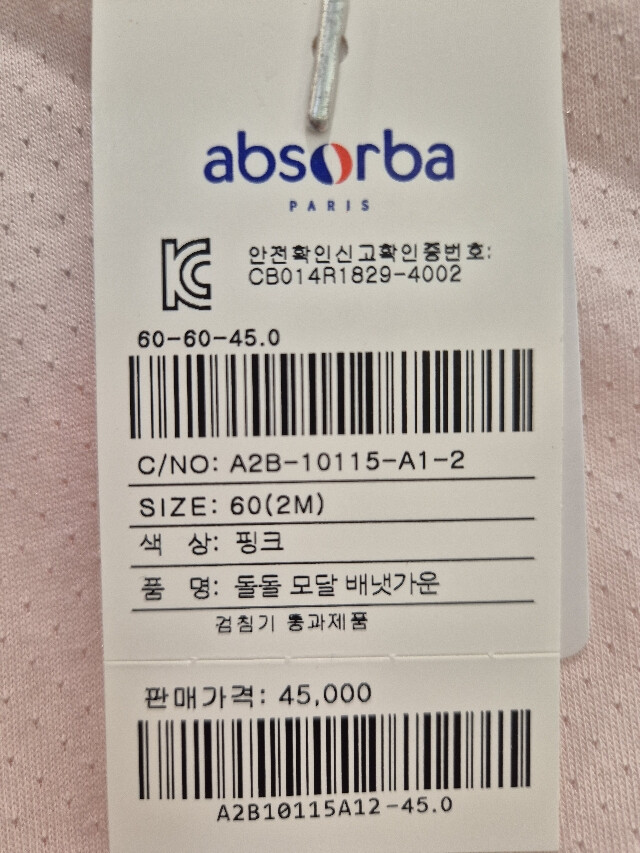 absorba
PARIS
안전확인신고확인증번호:
CB014R1829-4002
60-60-45.0
C/NO: A2B-10115-A1-2
SIZE: 60(2M)
색 상: 핑크
품 명: 돌돌 모달 배냇가운
검침기 통과제품
판매가격: 45,000
A2B10115A12-45.0